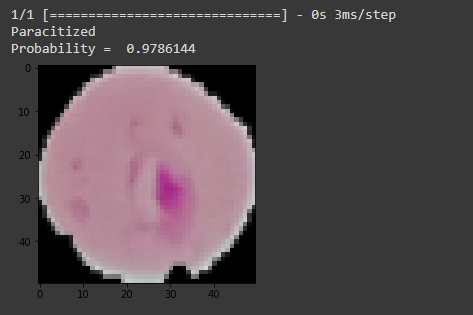 1/1 [==============================] - 0s 3ms/step
Paracitized
Probability =  0.9786144
0
10
20
30
40
0 10 20 30 40